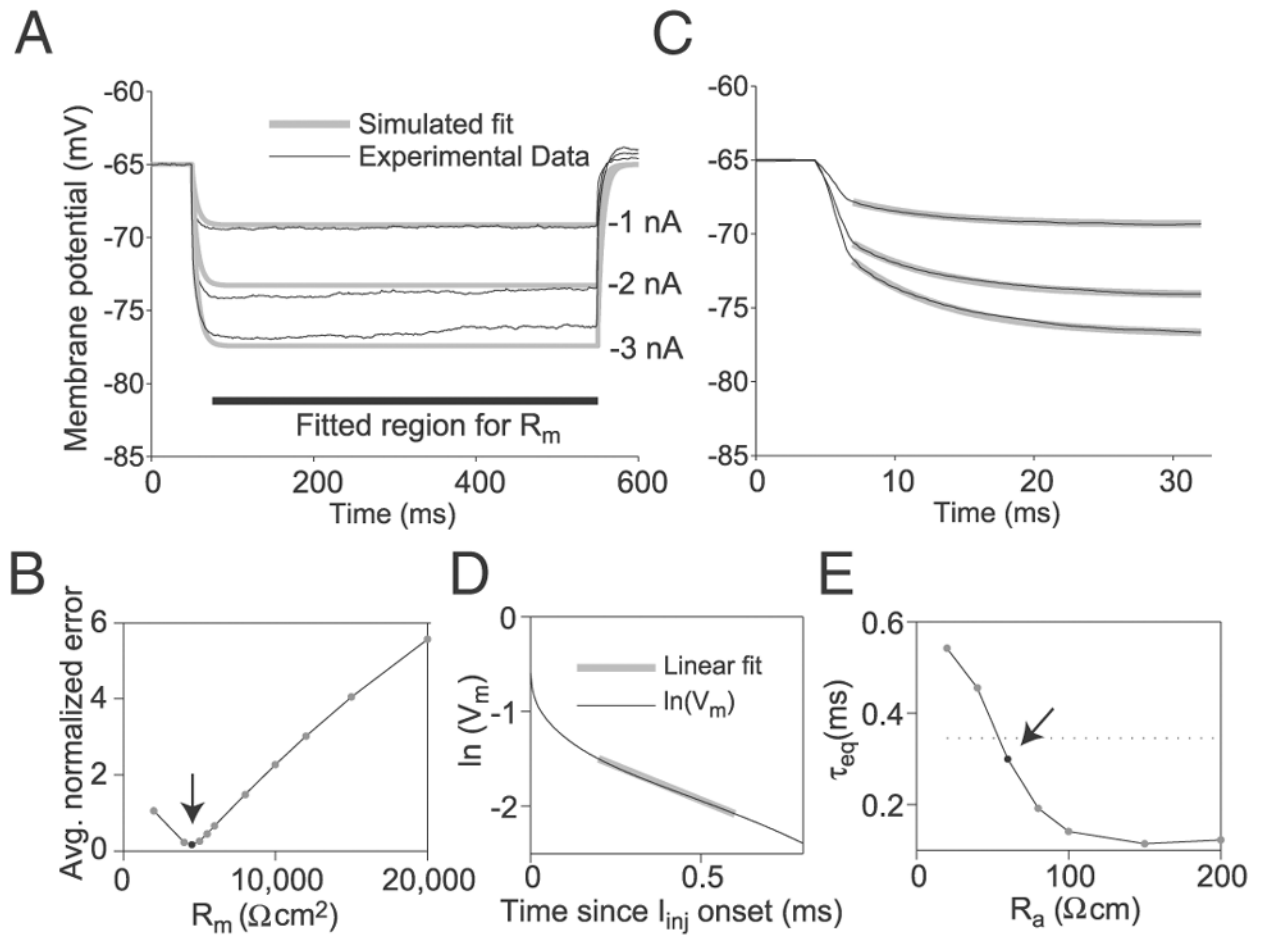 A
-60
-65
-70
-75
-80
-85
Membrane potential (mV)
Simulated fit
Experimental Data
-1 nA
-2 nA
-3 nA
Fitted region for Rm
0
200
400
600
Time (ms)
C
-60
-65
-70
-75
-80
-85
0
10
20
30
Time (ms)
B
Avg. normalized error
6
4
2
0
0
10,000
20,000
Rm (Ωcm²)
D
ln (Vm)
0
-1
-2
Linear fit
ln(Vm)
0
0.5
Time since Iinj onset (ms)
E
τeq(ms)
0.6
0.4
0.2
0
100
200
Ra (Ωcm)